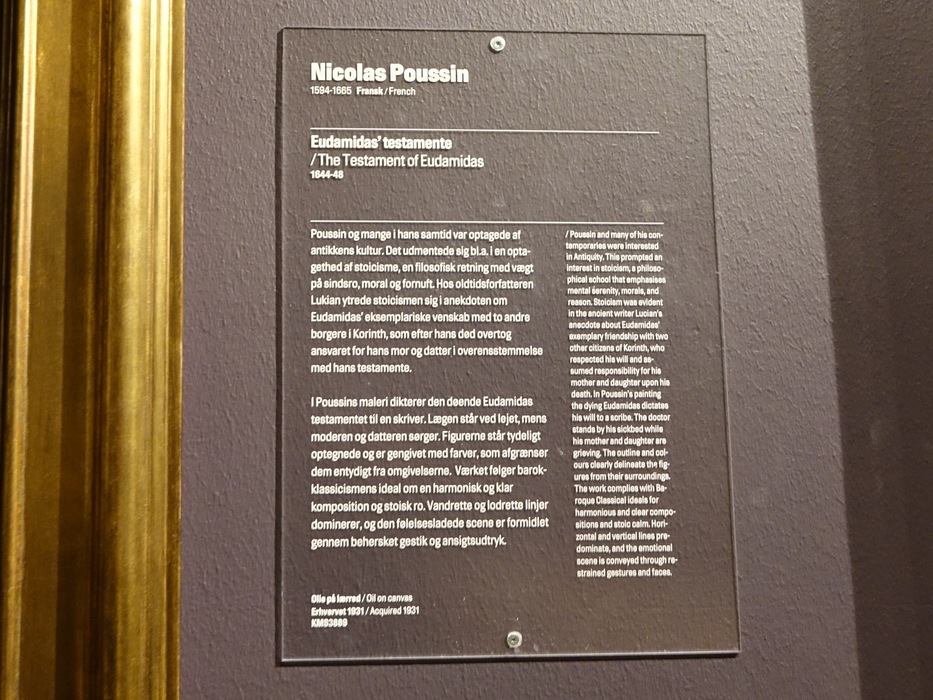 Nicolas Poussin
1594-1665 Fransk / French
Eudamidas' testamente
/ The Testament of Eudamidas
1644-48
Poussin og mange i hans samtid var optagede af
antikkens kultur. Det udmentede sig bl.a. i en opta-
gethed af stoicisme, en filosofisk retning med vægt
på sindsro, moral og fornuft. Hos oldtidsforfatteren
Lukian ytrede stoicismen sig i anekdoten om
Eudamidas' eksemplariske venskab med to andre
borgere i Korinth, som efter hans død overtog
ansvaret for hans mor og datter i overensstemmelse
med hans testamente.
I Poussins maleri dikterer den døende Eudamidas
testamentet til en skriver. Lægen står ved lejet, mens
moderen og datteren sørger. Figurerne står tydeligt
optegnede og er gengivet med farver, som afgrænser
dem entydigt fra omgivelserne. Værket følger barok-
klassicismens ideal om en harmonisk og klar
komposition og stoisk ro. Vandrette og lodrette linjer
dominerer, og den følelsesladede scene er formidlet
gennem behersket gestik og ansigtsudtryk.
/ Poussin and many of his con-
temporaries were interested
in Antiquity. This prompted an
interest in stoicism, a philoso-
phical school that emphasises
mental serenity, morals, and
reason. Stoicism was evident
in the ancient writer Lucian's
anecdote about Eudamidas'
exemplary friendship with two
other citizens of Korinth, who
respected his will and as-
sumed responsibility for his
mother and daughter upon his
death. In Poussin's painting
the dying Eudamidas dictates
his will to a scribe. The doctor
stands by his sickbed while
his mother and daughter are
grieving. The outline and col-
ours clearly delineate the fig-
ures from their surroundings.
The work complies with Ba-
roque Classical ideals for
harmonious and clear compo-
sitions and stoic calm. Hori-
zontal and vertical lines pre-
dominate, and the emotional
scene is conveyed through re-
strained gestures and faces.
Olie på lærred / Oil on canvas
Erhvervet 1931 / Acquired 1931
KMS3889